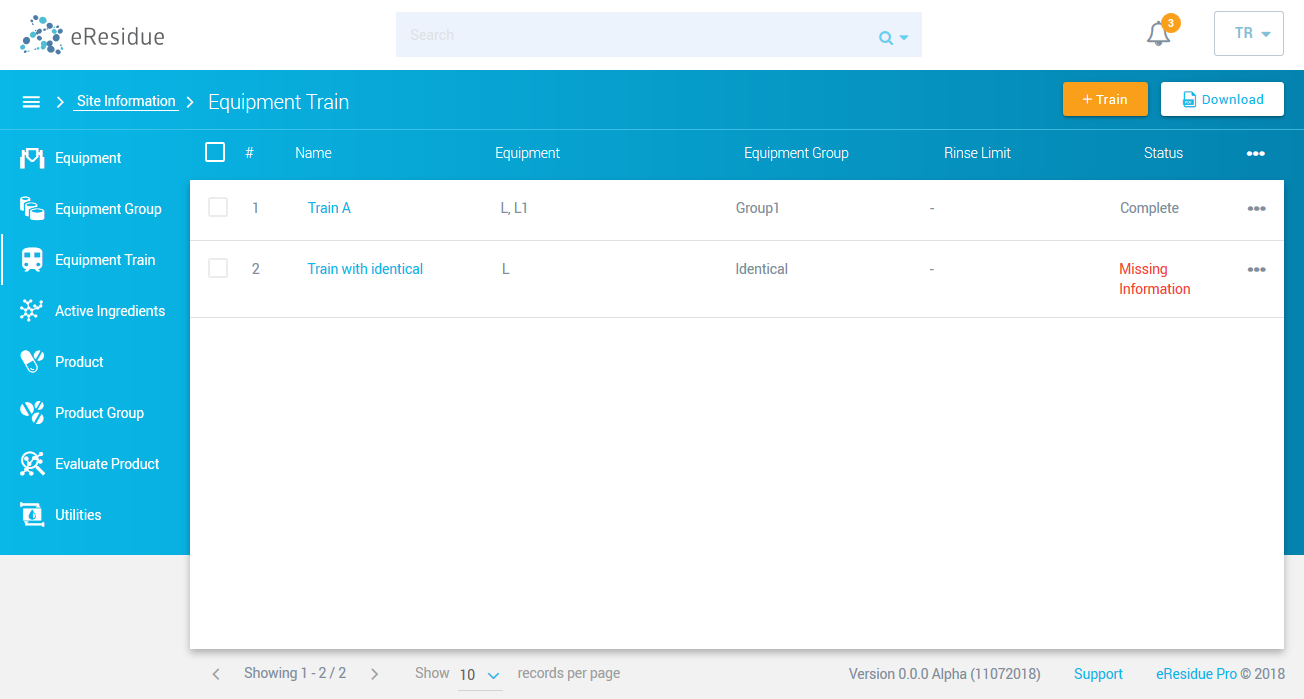 eResidue
Search
3
TR
Site Information
Equipment Train
+ Train
Download
Equipment
Equipment Group
Equipment Train
Active Ingredients
Product
Product Group
Evaluate Product
Utilities
# Name Equipment Equipment Group Rinse Limit Status
1 Train A L, L1 Group1 - Complete
2 Train with identical L Identical - Missing
Information
Showing 1 - 2 / 2 Show 10 records per page Version 0.0.0 Alpha (11072018) Support eResidue Pro © 2018